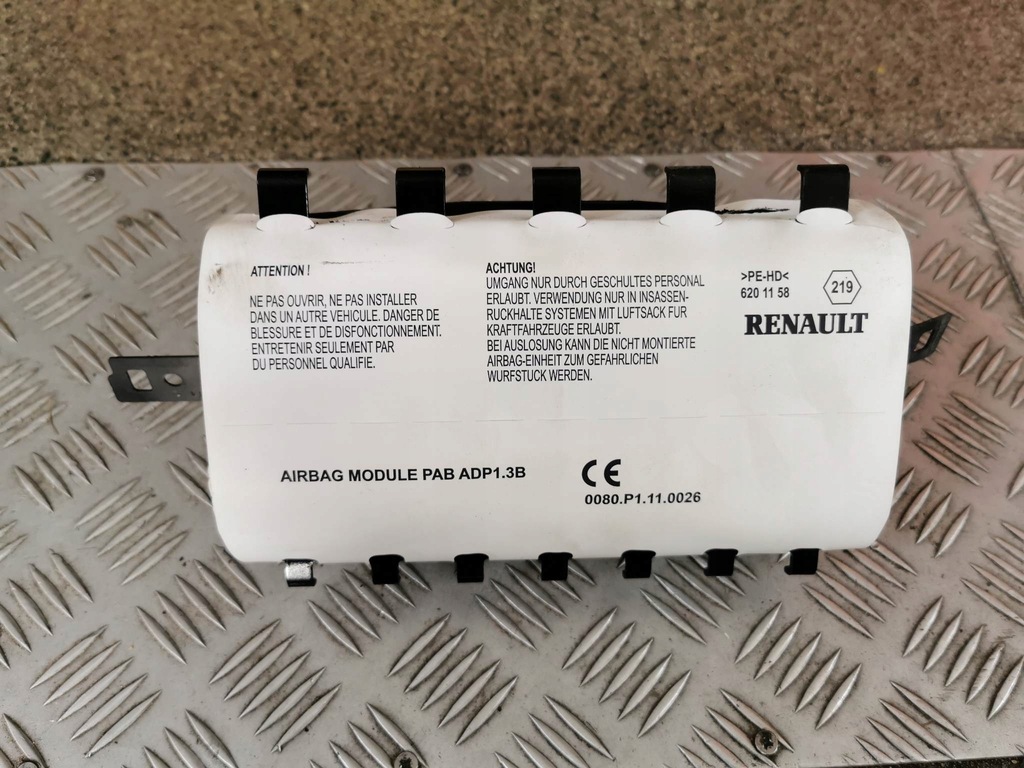 ATTENTION !
NE PAS OUVRIR, NE PAS INSTALLER
DANS UN AUTRE VEHICULE. DANGER DE
BLESSURE ET DE DISFONCTIONNEMENT.
ENTRETENIR SEULEMENT PAR
DU PERSONNEL QUALIFIE.
ACHTUNG!
UMGANG NUR DURCH GESCHULTES PERSONAL
ERLAUBT. VERWENDUNG NUR IN INSASSEN-
RUCKHALTE SYSTEMEN MIT LUFTSACK FUR
KRAFTFAHRZEUGE ERLAUBT.
BEI AUSLOSUNG KANN DIE NICHT MONTIERTE
AIRBAG-EINHEIT ZUM GEFAHRLICHEN
WURFSTUCK WERDEN.
>PE-HD<
620 11 58
219
RENAULT
AIRBAG MODULE PAB ADP1.3B
CE
0080.P1.11.0026